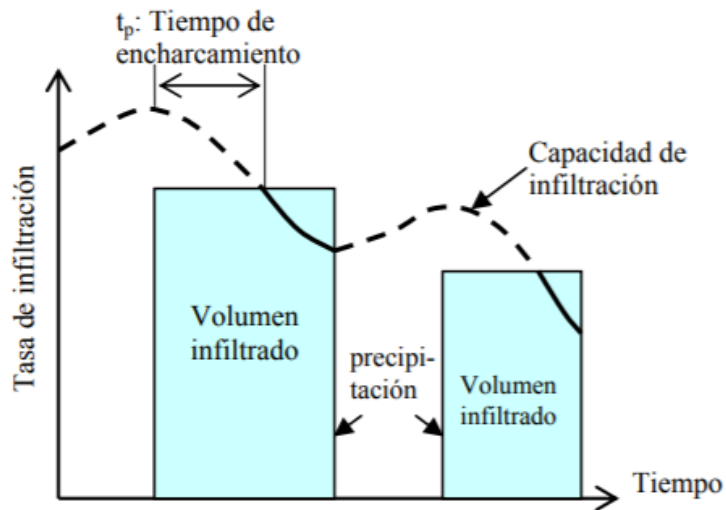 tp: Tiempo de
encharcamiento
Tasa de infiltración
Capacidad de
infiltración
Volumen
infiltrado
precipi-
tación
Volumen
infiltrado
Tiempo